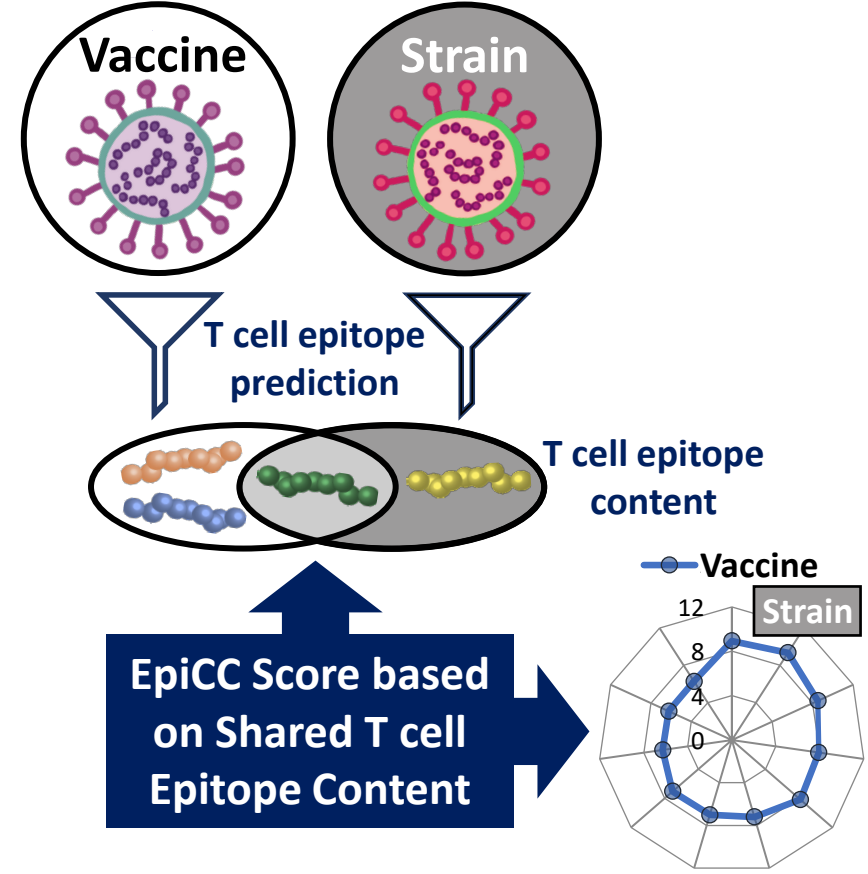 Vaccine
Strain
T cell epitope
prediction
T cell epitope
content
Vaccine
Strain
12
8
4
0
EpiCC Score based
on Shared T cell
Epitope Content